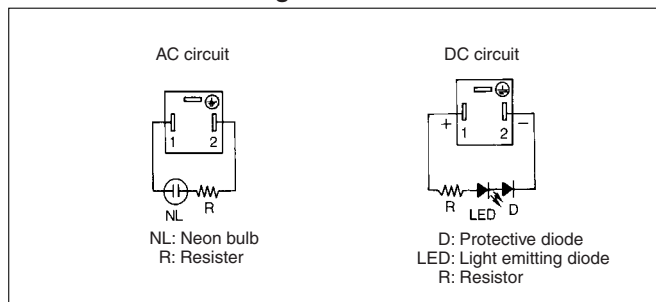 AC circuit
1 2
NL R
NL: Neon bulb
R: Resister
DC circuit
+ 1 2 −
R LED D
D: Protective diode
LED: Light emitting diode
R: Resistor